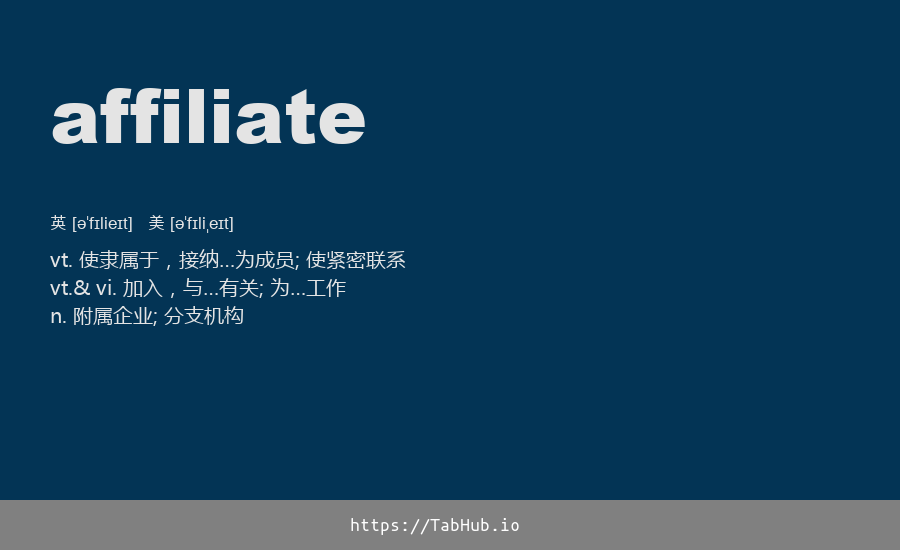 affiliate
英 [ə'fɪlieɪt] 美 [ə'fɪliˌeɪt]
vt. 使隶属于，接纳…为成员; 使紧密联系
vt.& vi. 加入，与…有关; 为…工作
n. 附属企业; 分支机构
https://TabHub.io